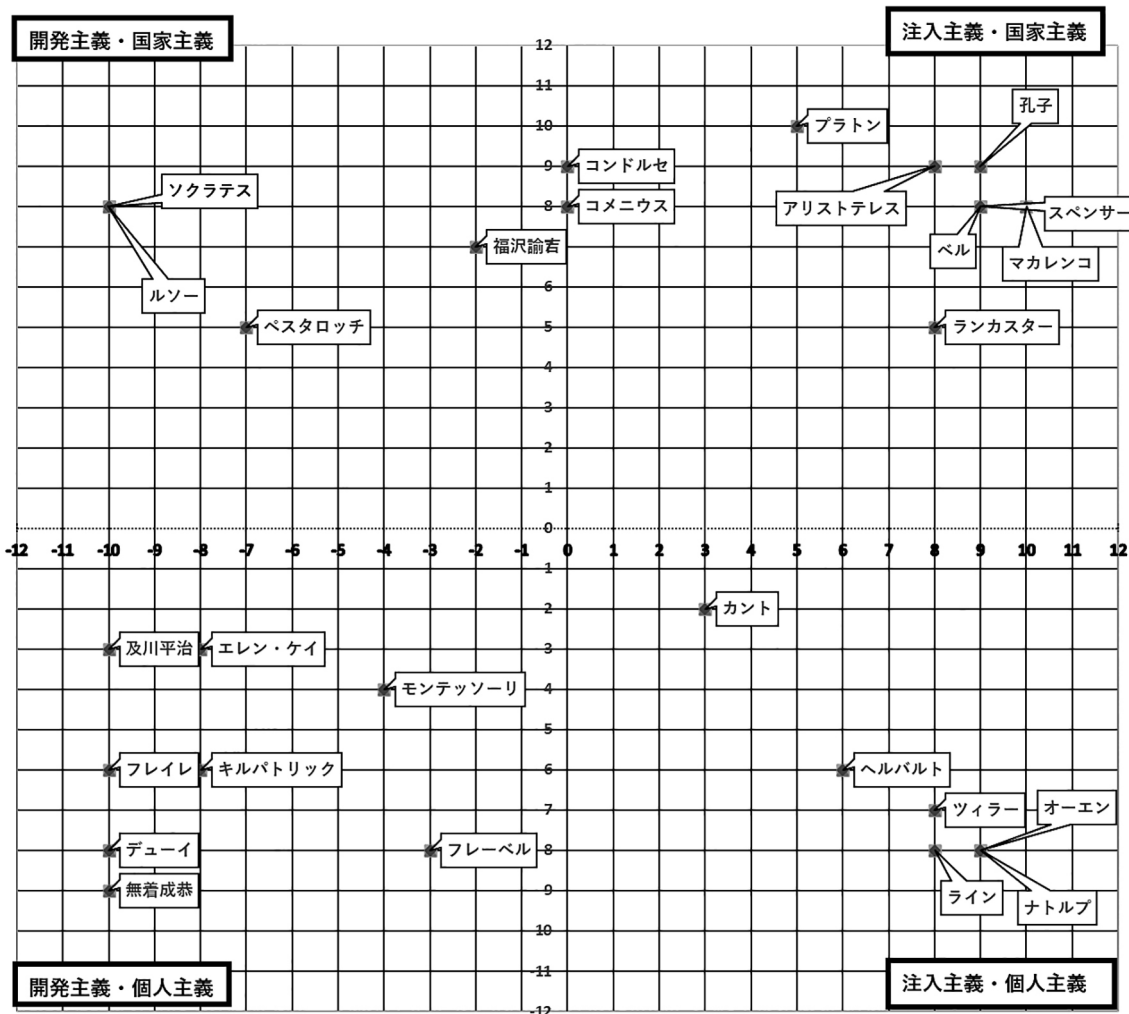 開発主義・国家主義
注入主義・国家主義
12
11
孔子
10
プラトン
9
コンドルセ
ソクラテス
8
コメニウス
アリストテレス
スペンサー
福沢諭吉
ベル
マカレンコ
ルソー
6
ペスタロッチ
5
ランカスター
4
3
2
1
0
-12 -11 -10 -9 -8 -7 -6 -5 -4 -3 -2 -1 0 1 2 3 4 5 6 7 8 9 10 11 12
1
2
カント
及川平治
エレン・ケイ
3
モンテッソーリ
4
5
フレイレ
キルパトリック
6
ヘルバルト
7
ツィラー
オーエン
デューイ
フレーベル
8
無着成恭
9
ライン
ナトルプ
10
開発主義・個人主義
-11
注入主義・個人主義
-12